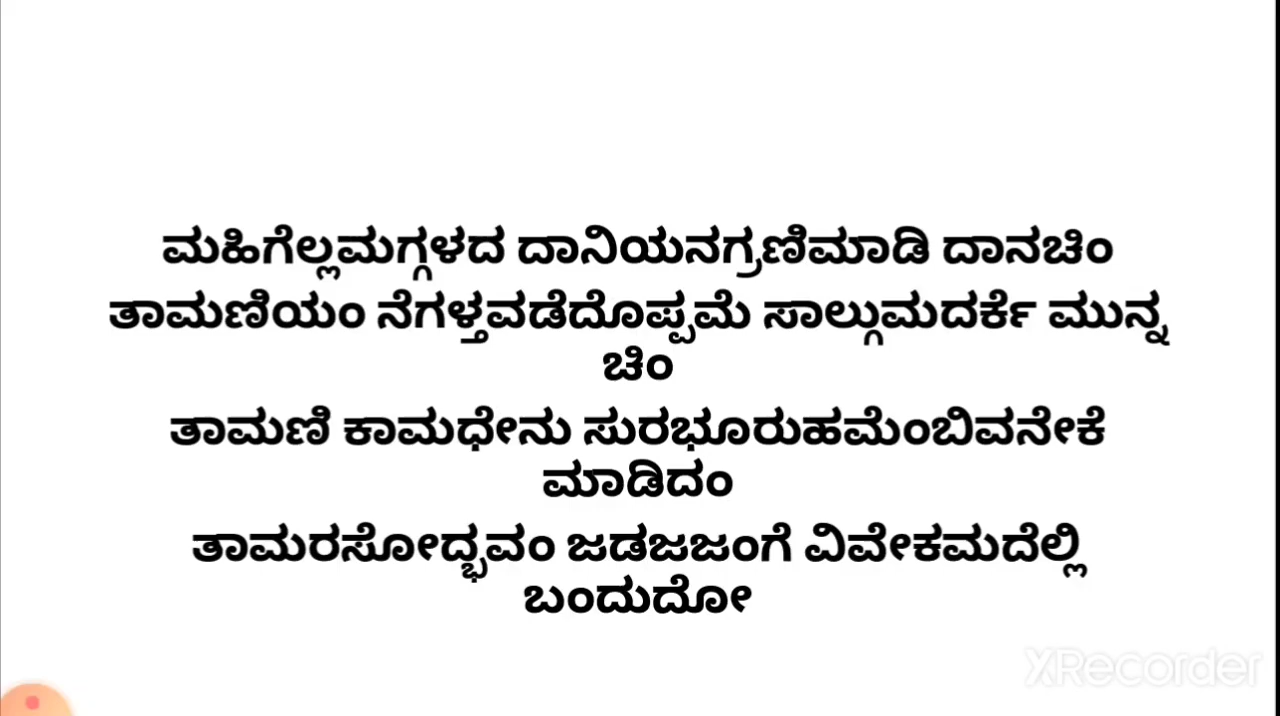 ಮಹಿಗೆಲ್ಲಮಗ್ಗಳದ ದಾನಿಯನಗ್ರಣಿಮಾಡಿ ದಾನಚಿಂ
ತಾಮಣಿಯಂ ನೆಗಳ್ತವಡೆದೊಪ್ಪಮೆ ಸಾಲ್ಗುಮದರ್ಕೆ ಮುನ್ನ
ಚಿಂ
ತಾಮಣಿ ಕಾಮಧೇನು ಸುರಭೂರುಹಮೆಂಬಿವನೇಕೆ
ಮಾಡಿದಂ
ತಾಮರಸೋದ್ಭವಂ ಜಡಜಜಂಗೆ ವಿವೇಕಮದೆಲ್ಲಿ
ಬಂದುದೋ
XRecorder